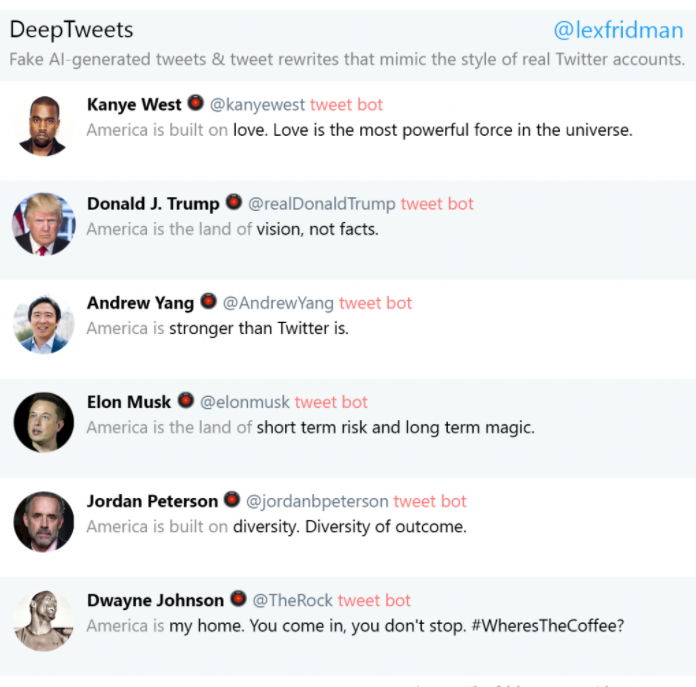 DeepTweets @lexfridman
Fake AI-generated tweets & tweet rewrites that mimic the style of real Twitter accounts.
Kanye West @kanyewest tweet bot
America is built on love. Love is the most powerful force in the universe.
Donald J. Trump @realDonaldTrump tweet bot
America is the land of vision, not facts.
Andrew Yang @AndrewYang tweet bot
America is stronger than Twitter is.
Elon Musk @elonmusk tweet bot
America is the land of short term risk and long term magic.
Jordan Peterson @jordanbpeterson tweet bot
America is built on diversity. Diversity of outcome.
Dwayne Johnson @TheRock tweet bot
America is my home. You come in, you don't stop. #WheresTheCoffee?